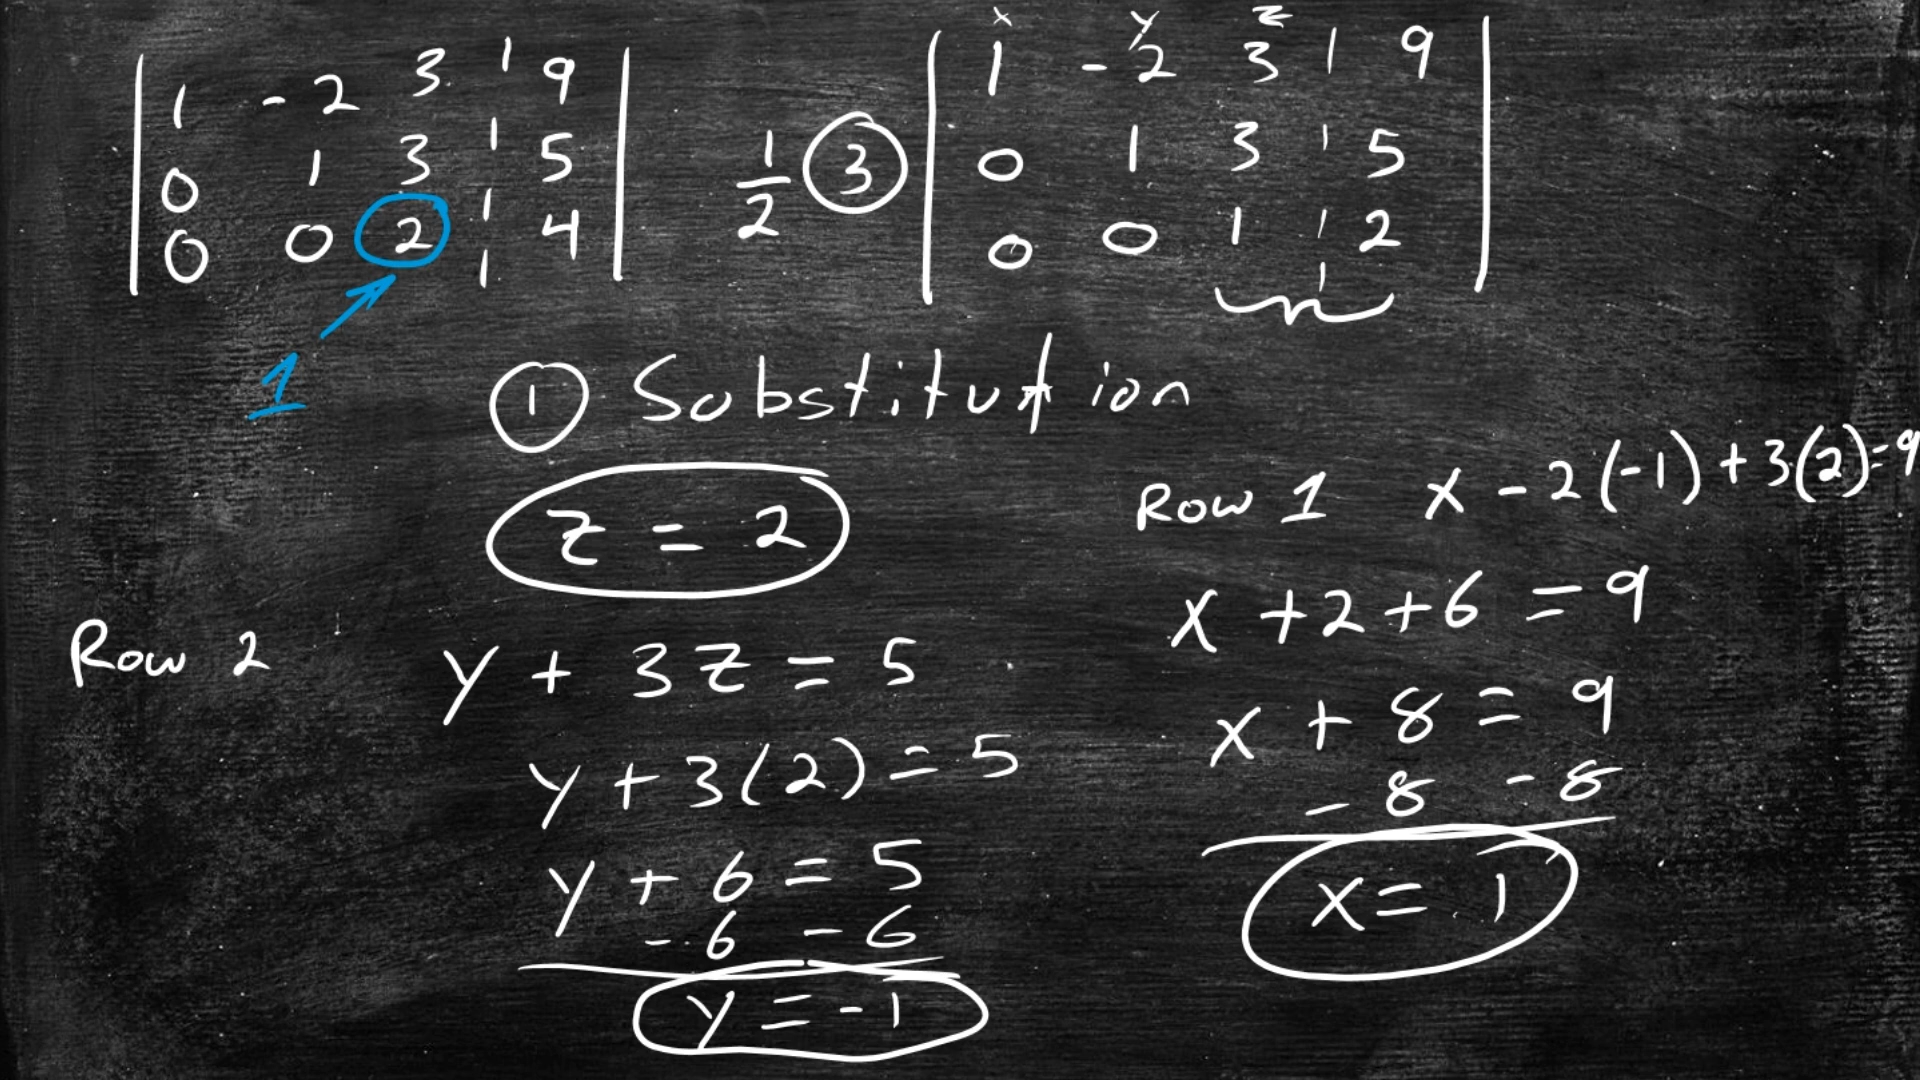 x y z
1 -2 3 | 9
0 1 3 | 5
0 0 2 | 4
1/2 ③
1 -2 3 | 9
0 1 3 | 5
0 0 1 | 2
1
① Substitution
z = 2
Row 2
y + 3z = 5
y + 3(2) = 5
y + 6 = 5
-6 -6
y = -1
Row 1 x - 2(-1) + 3(2) = 9
x + 2 + 6 = 9
x + 8 = 9
-8 -8
x = 1